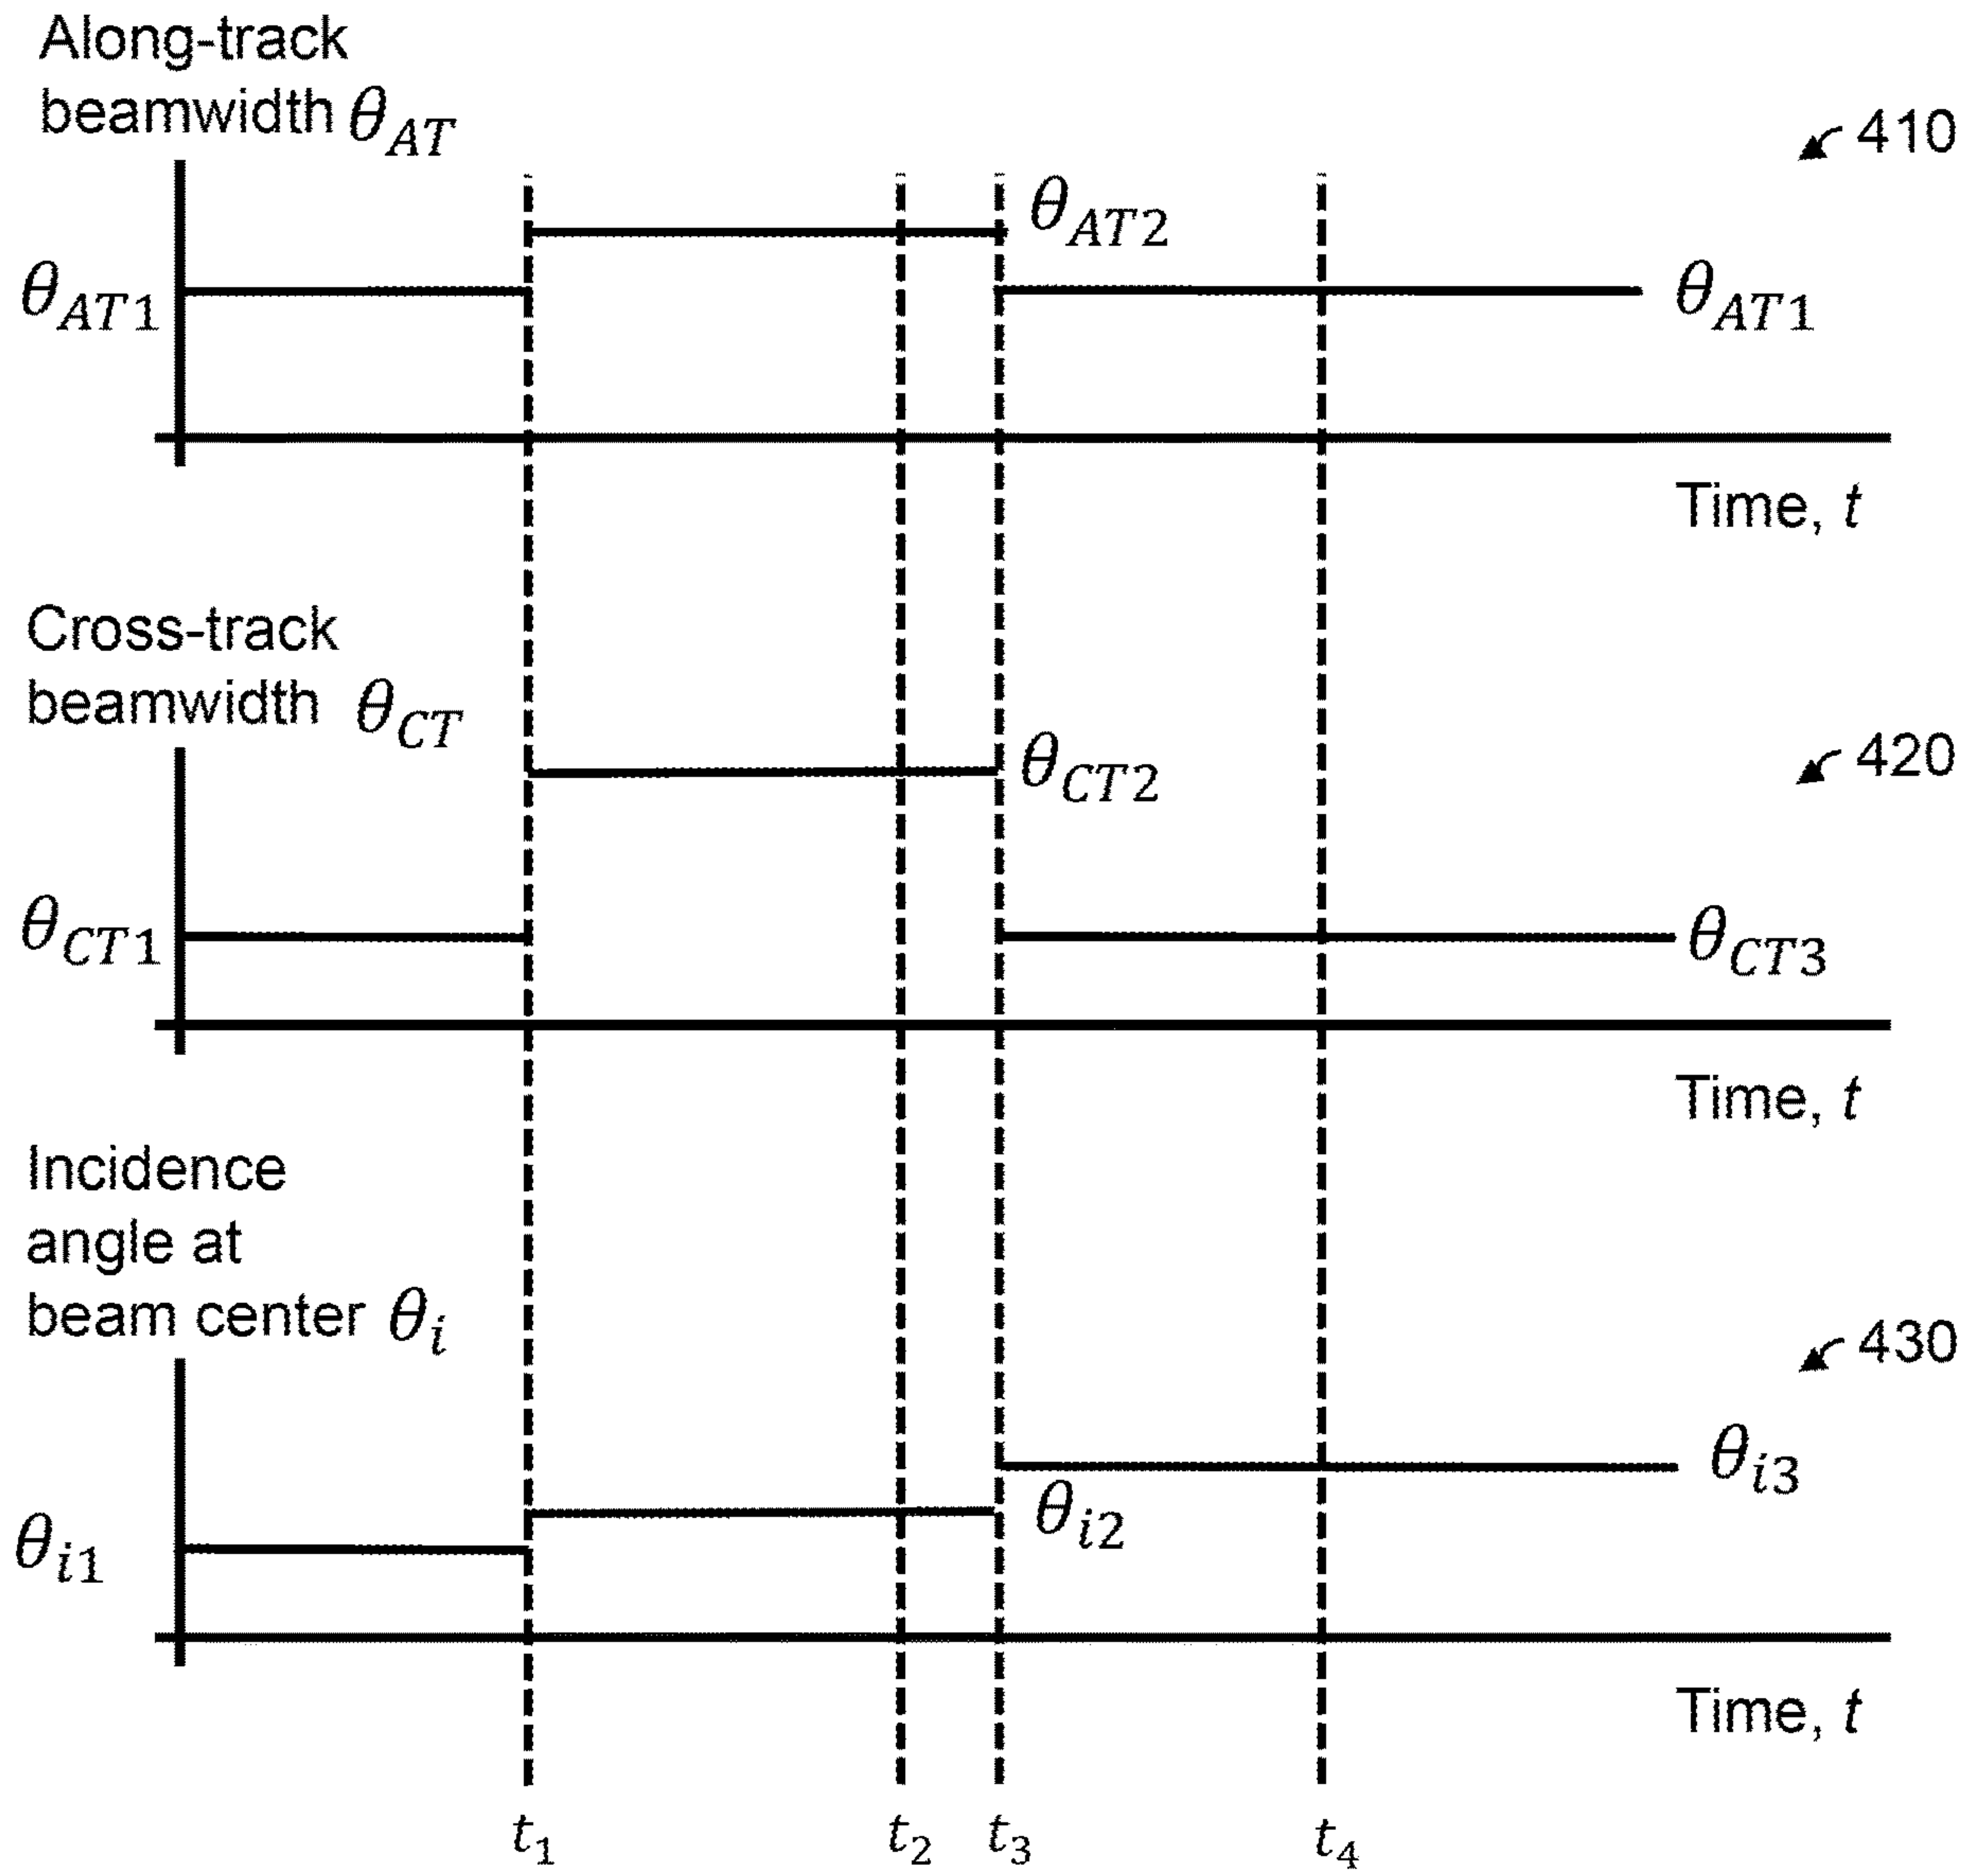 Along-track
beamwidth θ_AT
410
θ_AT2
θ_AT1
θ_AT1
Time, t
Cross-track
beamwidth θ_CT
420
θ_CT2
θ_CT1
θ_CT3
Time, t
Incidence
angle at
beam center θ_i
430
θ_i3
θ_i2
θ_i1
Time, t
t_1 t_2 t_3 t_4